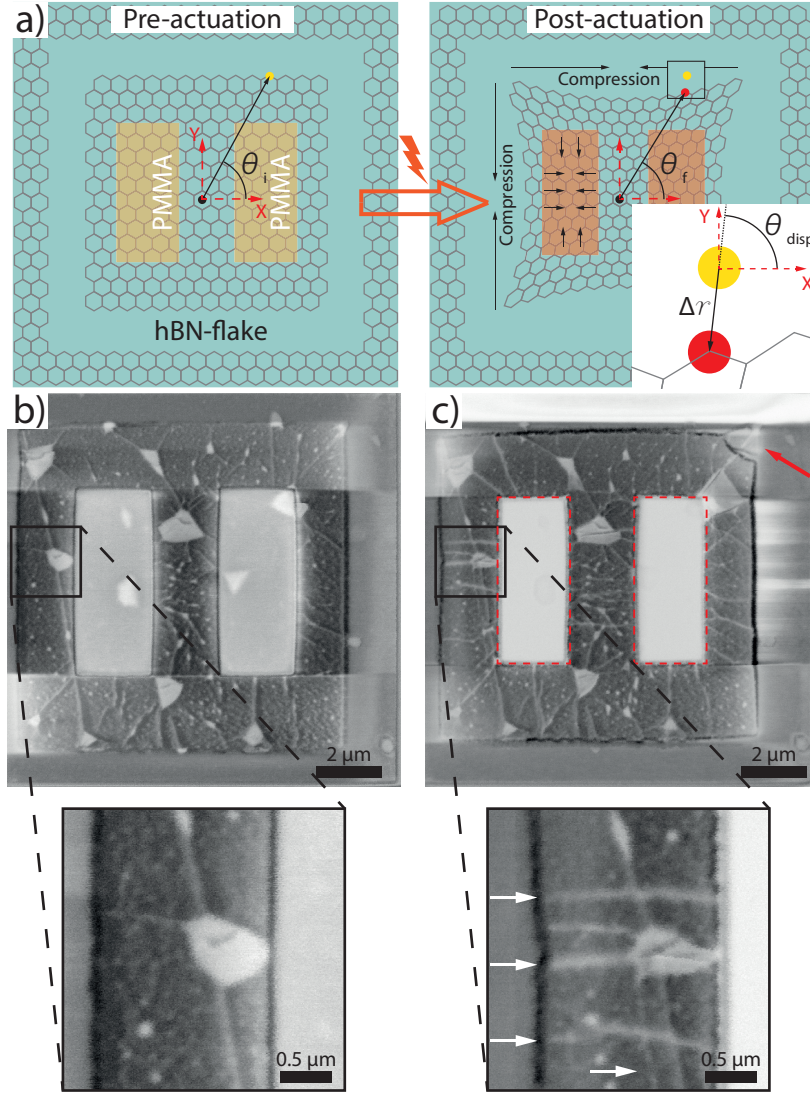 a)
Pre-actuation
Post-actuation
Compression
Y
θi
X
PMMA
PMMA
hBN-flake
Compression
θf
Y
θdisp
X
Δr
b)
c)
2 μm
2 μm
0.5 μm
0.5 μm